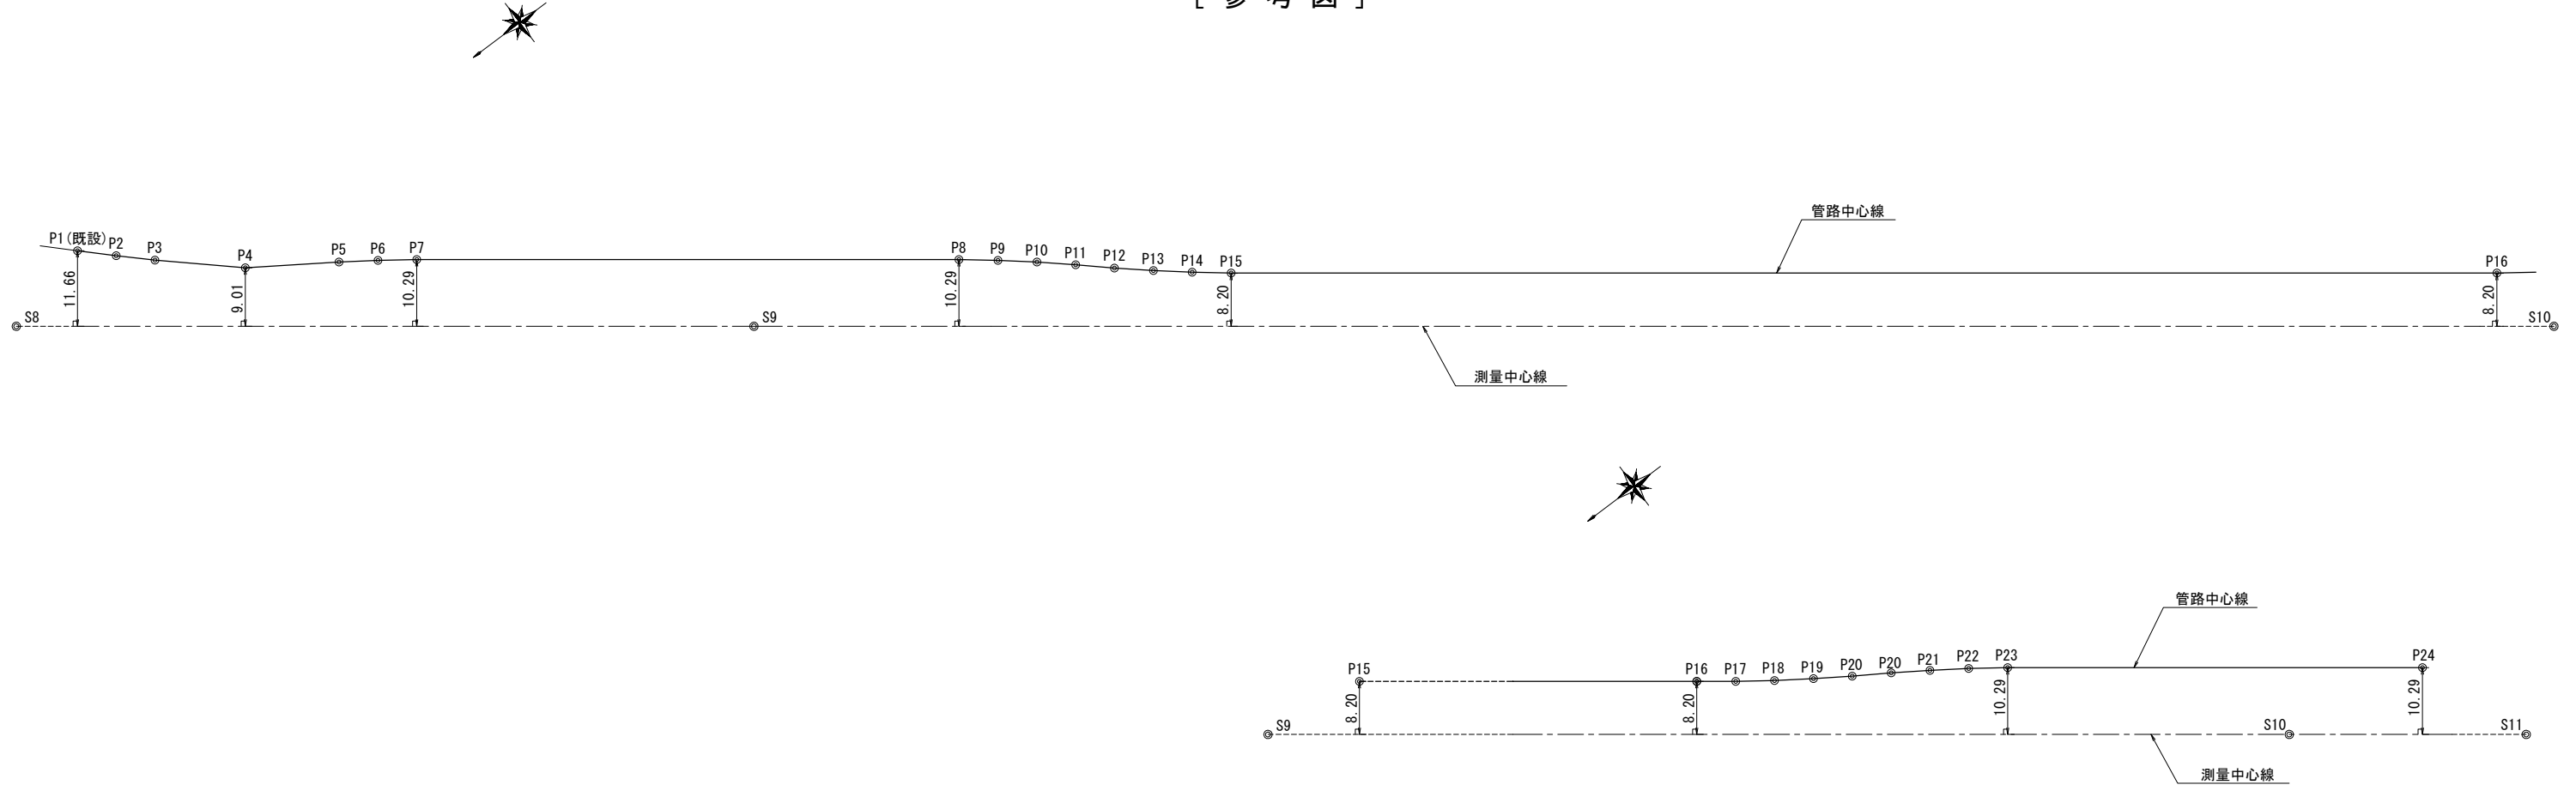 [ 参 考 図 ]
管路中心線
P1(既設)
P2
P3
P4
P5
P6
P7
P8
P9
P10
P11
P12
P13
P14
P15
P16
11.66
9.01
10.29
10.29
8.20
8.20
S8
S9
S10
測量中心線
管路中心線
P15
P16
P17
P18
P19
P20
P20
P21
P22
P23
P24
8.20
8.20
10.29
10.29
S9
S10
S11
測量中心線